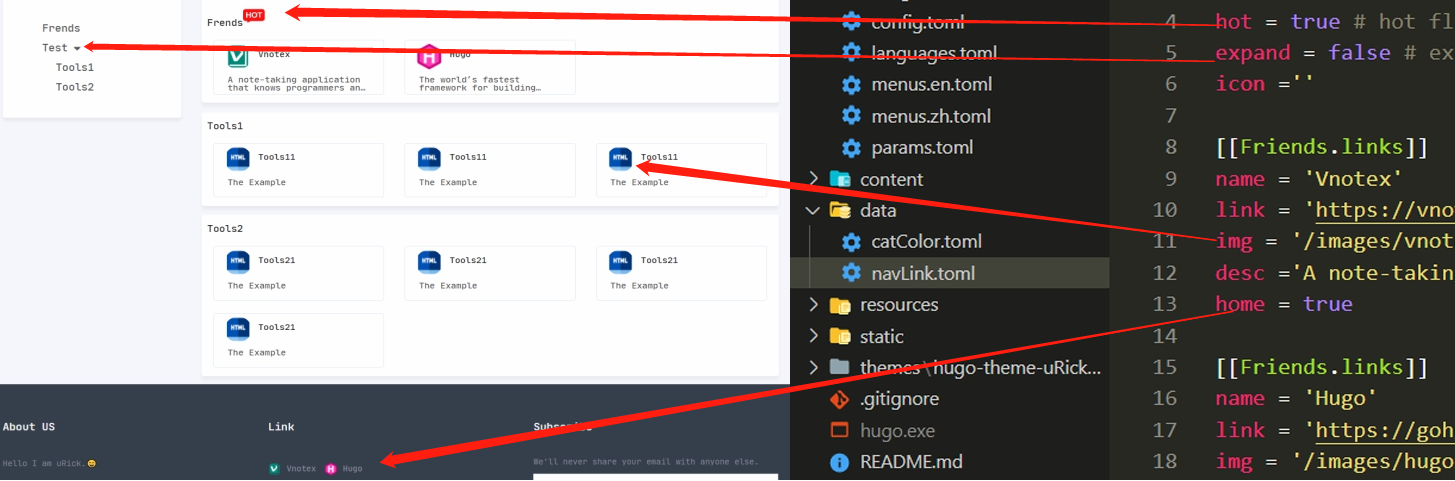 Frends
Test
Tools1
Tools2
Frends
HOT
Vnotex
A note-taking application
that knows programmers an…
Hugo
The world's fastest
framework for building…
Tools1
HTML
Tools11
The Example
HTML
Tools11
The Example
HTML
Tools11
The Example
Tools2
HTML
Tools21
The Example
HTML
Tools21
The Example
HTML
Tools21
The Example
HTML
Tools21
The Example
About US
Link
Hello I am uRick.
Vnotex
Hugo
We'll never share your email with anyone else.
config.toml
languages.toml
menus.en.toml
menus.zh.toml
params.toml
content
data
catColor.toml
navLink.toml
resources
static
themes\hugo-theme-uRick...
.gitignore
hugo.exe
README.md
4 hot = true # hot fl
5 expand = false # ex
6 icon =''
7
8 [[Friends.links]]
9 name = 'Vnotex'
10 link = 'https://vno
11 img = '/images/vnot
12 desc ='A note-takin
13 home = true
14
15 [[Friends.links]]
16 name = 'Hugo'
17 link = 'https://goh
18 img = '/images/hugo